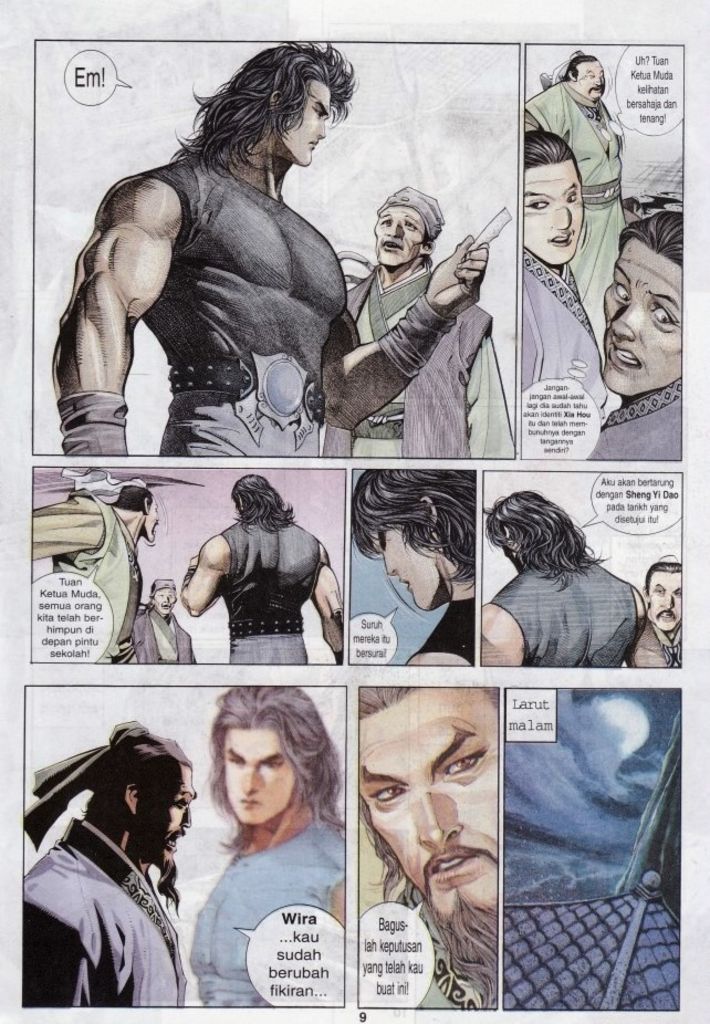 Em!
Uh? Tuan
Ketua Muda
kelihatan
bersahaja dan
tenang!
Jangan-
jangan awal-awal
lagi dia sudah tahu
akan identiti Xia Hou
itu dan telah mem-
bunuhnya dengan
tangannya
sendiri?
Tuan
Ketua Muda,
semua orang
kita telah ber-
himpun di
depan pintu
sekolah!
Suruh
mereka itu
bersurai!
Aku akan bertarung
dengan Sheng Yi Dao
pada tarikh yang
disetujui itu!
Wira
...kau
sudah
berubah
fikiran...
Bagus-
lah keputusan
yang telah kau
buat ini!
Larut
malam
9